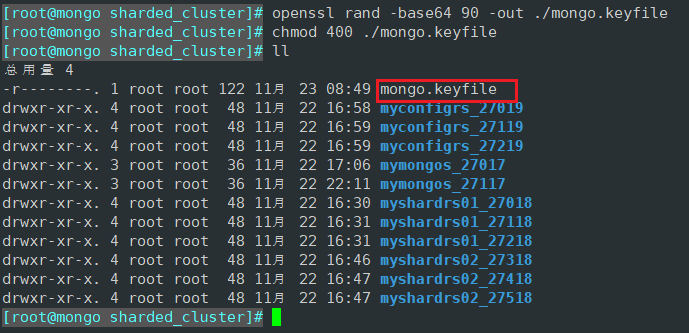 [root@mongo sharded_cluster]# openssl rand -base64 90 -out ./mongo.keyfile
[root@mongo sharded_cluster]# chmod 400 ./mongo.keyfile
[root@mongo sharded_cluster]# ll
总用量 4
-r--------. 1 root root 122 11月 23 08:49 mongo.keyfile
drwxr-xr-x. 4 root root  48 11月 22 16:58 myconfigrs_27019
drwxr-xr-x. 4 root root  48 11月 22 16:59 myconfigrs_27119
drwxr-xr-x. 4 root root  48 11月 22 16:59 myconfigrs_27219
drwxr-xr-x. 3 root root  36 11月 22 17:06 mymongos_27017
drwxr-xr-x. 3 root root  36 11月 22 22:11 mymongos_27117
drwxr-xr-x. 4 root root  48 11月 22 16:30 myshardrs01_27018
drwxr-xr-x. 4 root root  48 11月 22 16:31 myshardrs01_27118
drwxr-xr-x. 4 root root  48 11月 22 16:31 myshardrs01_27218
drwxr-xr-x. 4 root root  48 11月 22 16:46 myshardrs02_27318
drwxr-xr-x. 4 root root  48 11月 22 16:47 myshardrs02_27418
drwxr-xr-x. 4 root root  48 11月 22 16:47 myshardrs02_27518
[root@mongo sharded_cluster]#